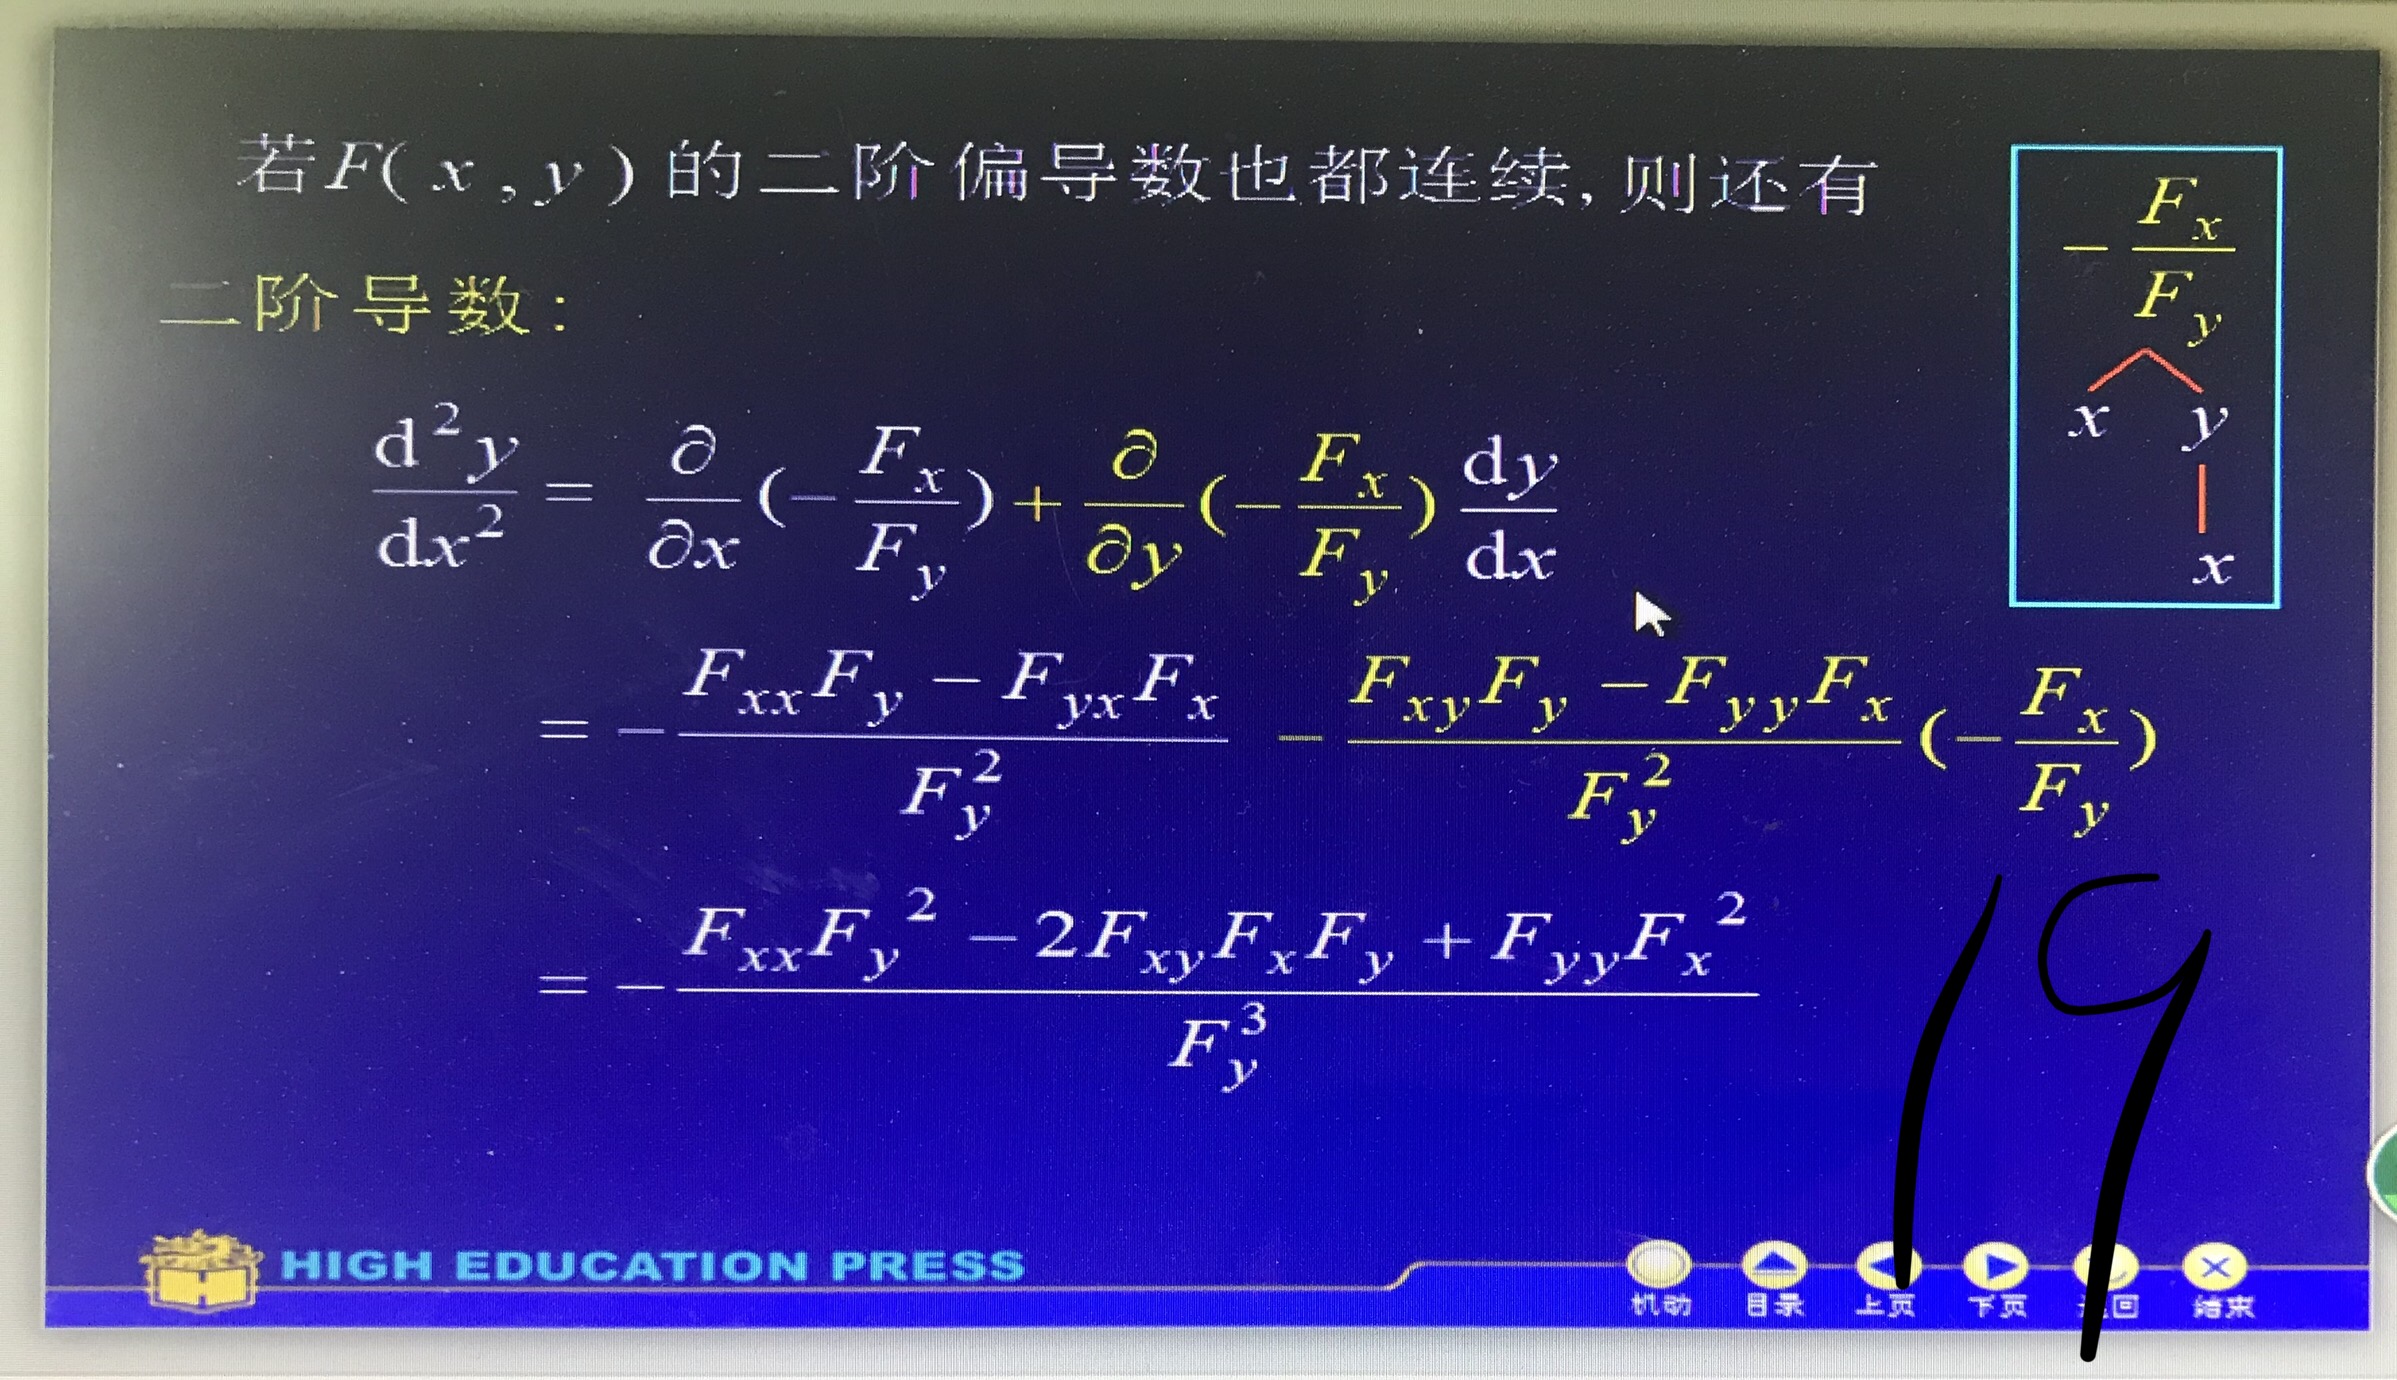 若F(x,y)的二阶偏导数也都连续,则还有
二阶导数:
$-\frac{F_x}{F_y}$
x y
x
$\frac{d^2y}{dx^2} = \frac{\partial}{\partial x}(-\frac{F_x}{F_y}) + \frac{\partial}{\partial y}(-\frac{F_x}{F_y})\frac{dy}{dx}$
$= -\frac{F_{xx}F_y - F_{yx}F_x}{F_y^2} - \frac{F_{xy}F_y - F_{yy}F_x}{F_y^2}(-\frac{F_x}{F_y})$
$= -\frac{F_{xx}F_y^2 - 2F_{xy}F_xF_y + F_{yy}F_x^2}{F_y^3}$
19
HIGH EDUCATION PRESS
机动 目录 上页 下页 返回 结束